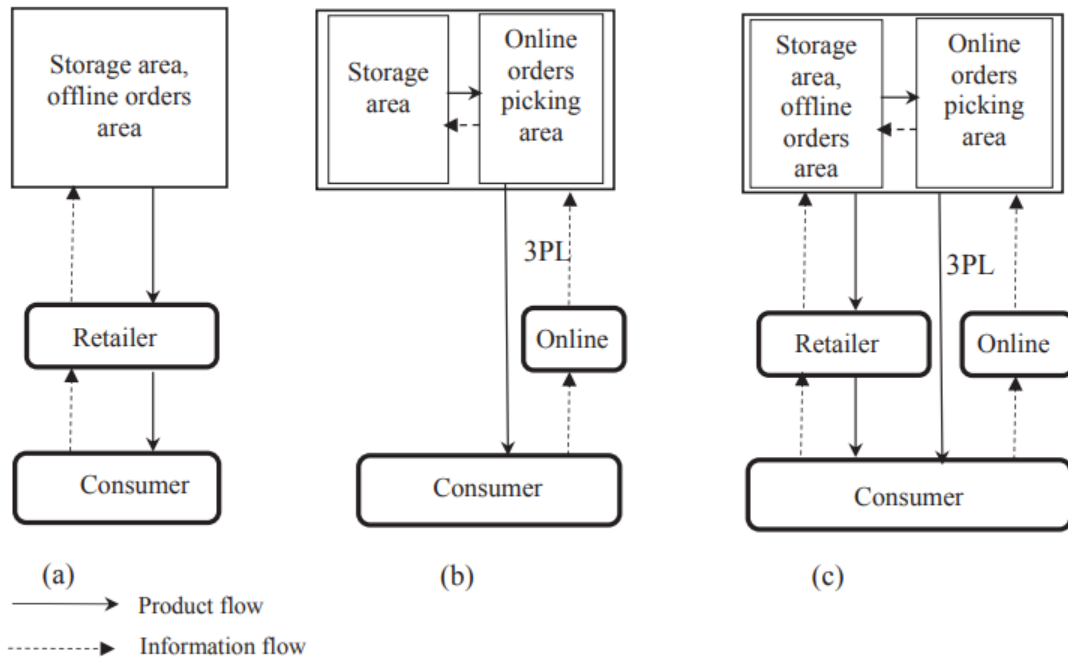 Storage area,
offline orders
area
Retailer
Consumer
(a)
Storage
area
Online
orders
picking
area
3PL
Online
Consumer
(b)
Storage
area,
offline
orders
area
Online
orders
picking
area
3PL
Retailer
Online
Consumer
(c)
Product flow
Information flow